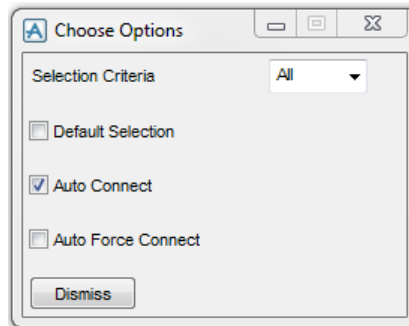 Choose Options
Selection Criteria All
Default Selection
Auto Connect
Auto Force Connect
Dismiss